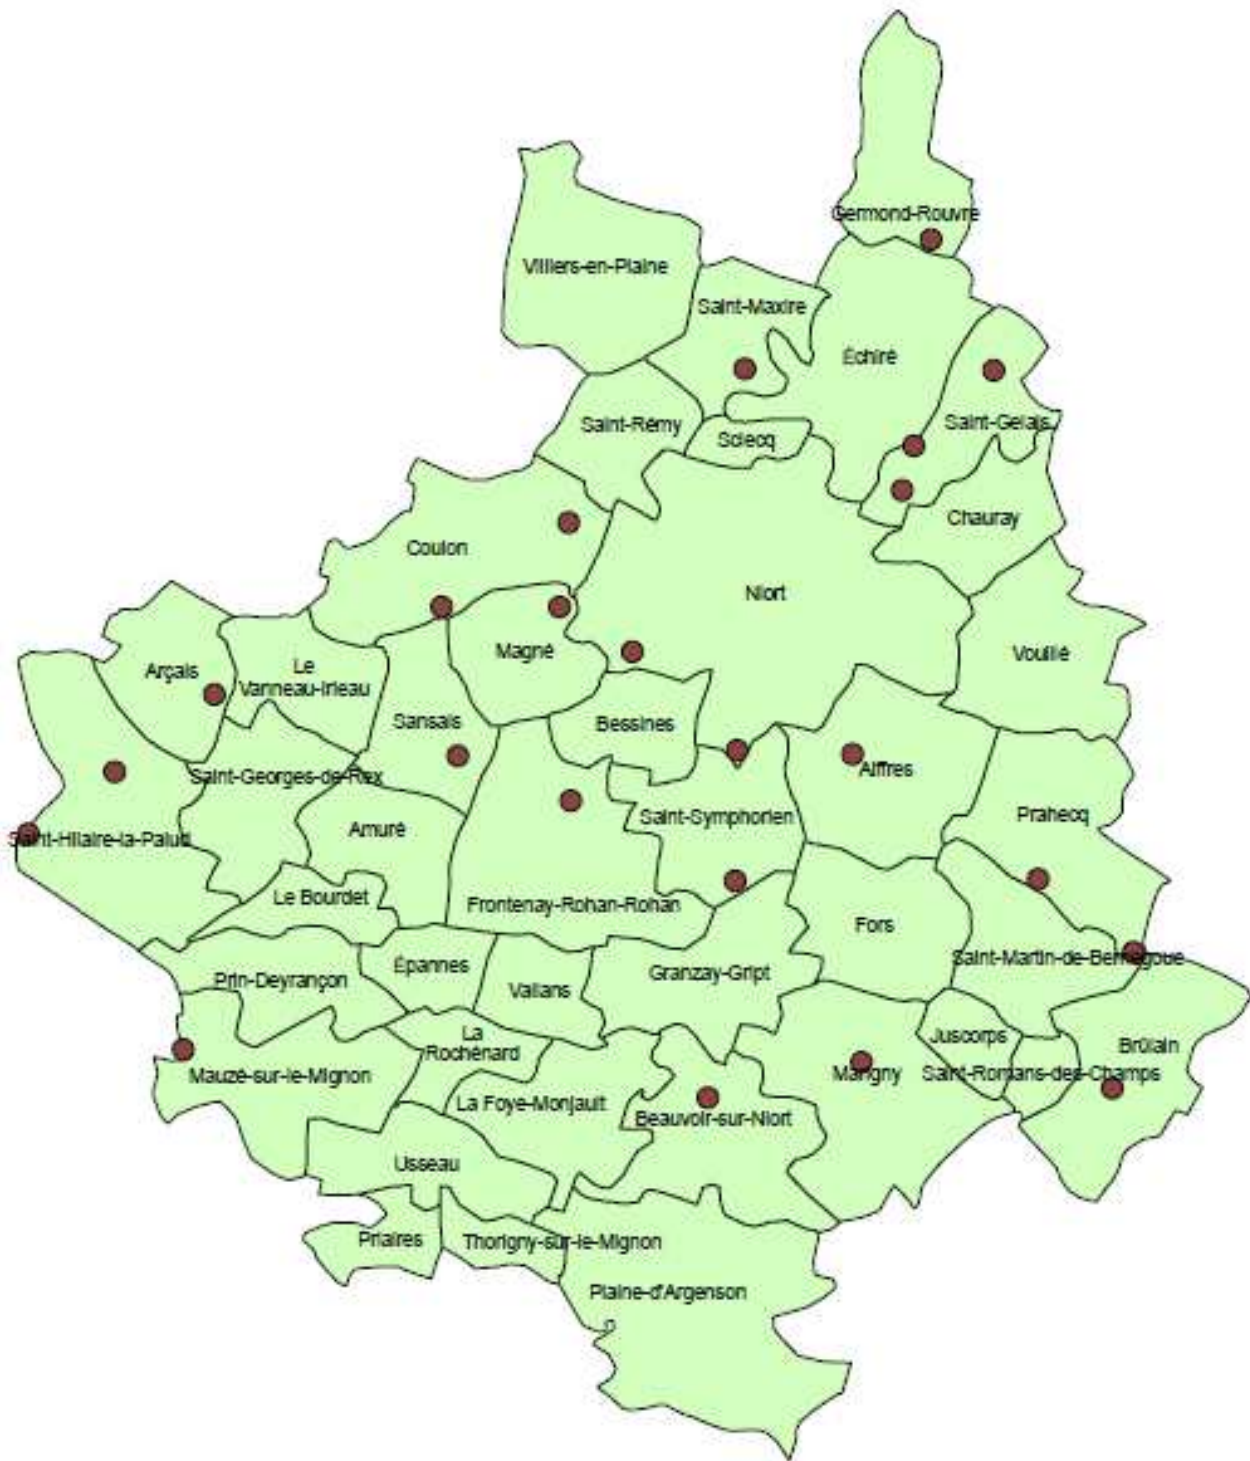 Germond-Rouvre
Villiers-en-Plaine
Saint-Maxire
Échiré
Saint-Rémy
Sciecq
Saint-Gelais
Chauray
Coulon
Niort
Magné
Vouillé
Arçais
Le
Vanneau-Irleau
Sansais
Bessines
Saint-Georges-de-Rex
Aiffres
Saint-Hilaire-la-Palud
Amuré
Saint-Symphorien
Prahecq
Le Bourdet
Frontenay-Rohan-Rohan
Fors
Prin-Deyrançon
Épannes
Vallans
Granzay-Gript
Saint-Martin-de-Bernegoue
La
Rochénard
Juscorps
Brûlain
Mauzé-sur-le-Mignon
Marigny
Saint-Romans-des-Champs
La Foye-Monjault
Beauvoir-sur-Niort
Usseau
Priaires
Thorigny-sur-le-Mignon
Plaine-d'Argenson